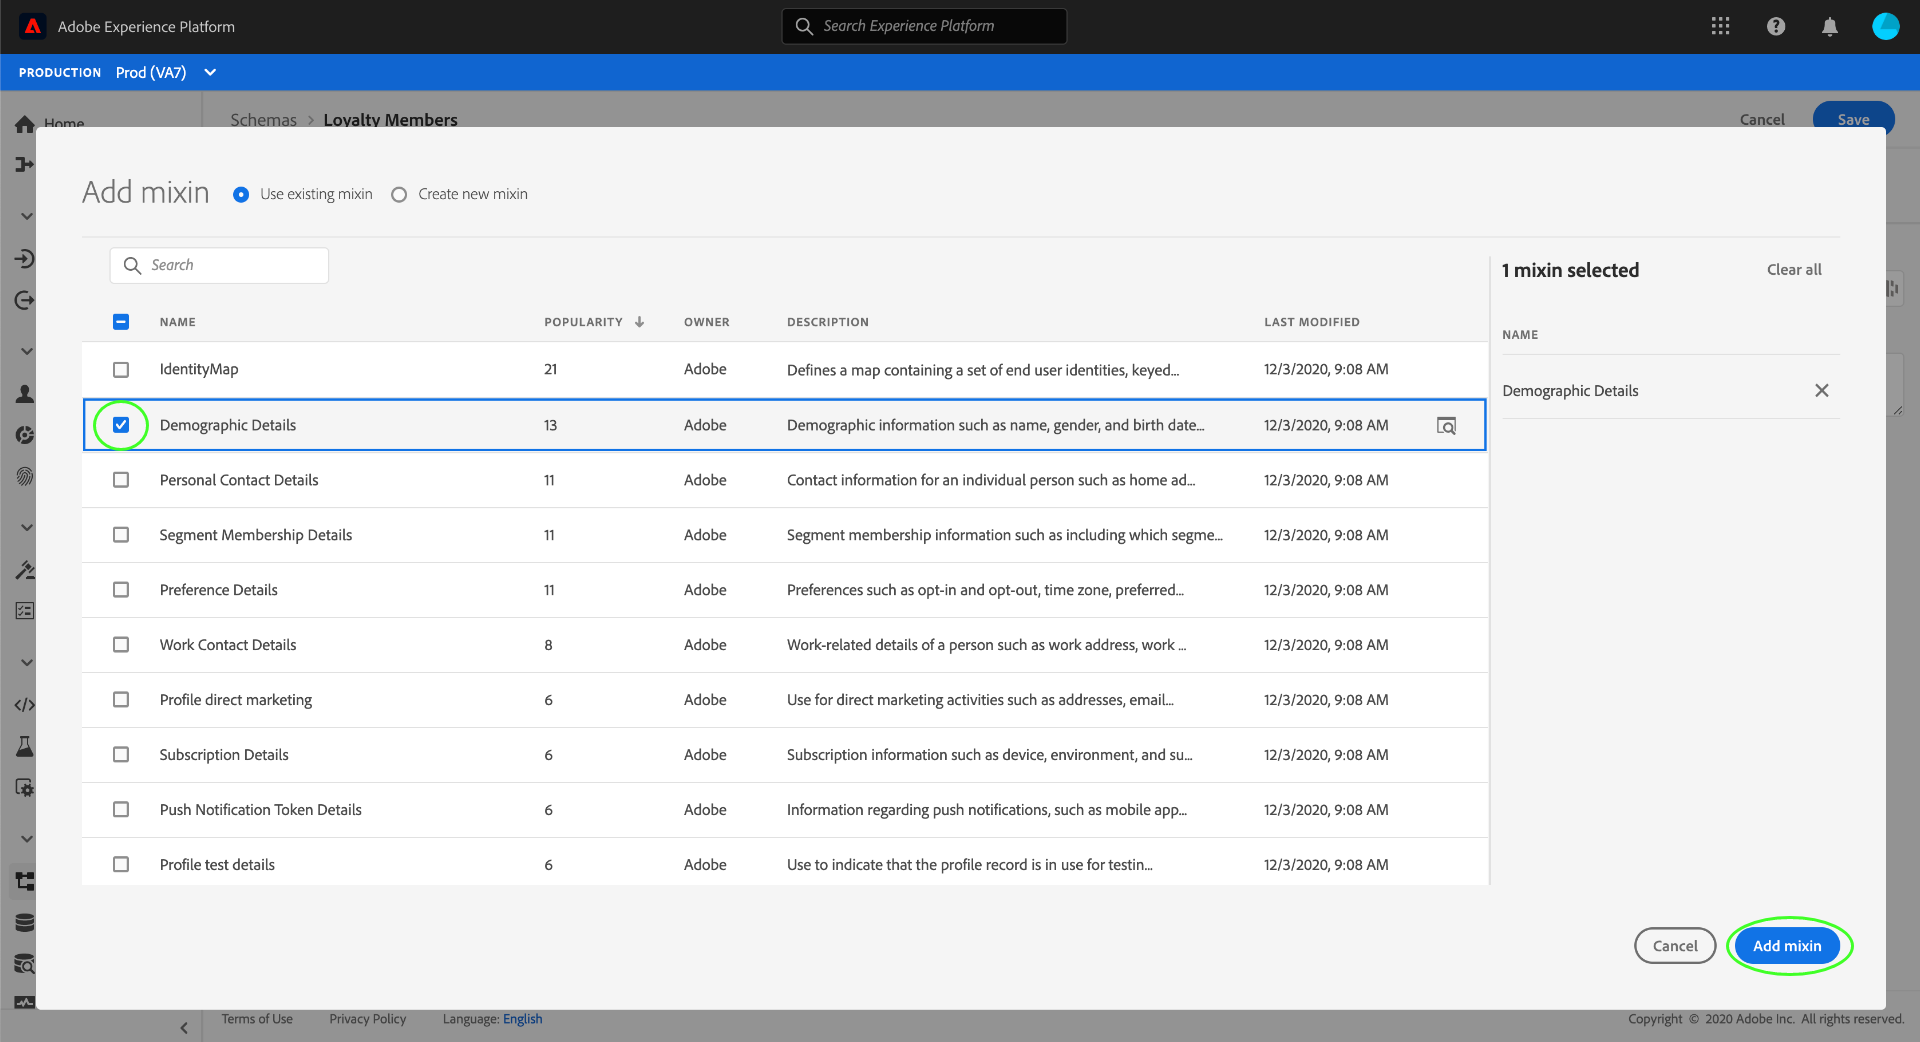 Adobe Experience Platform
Search Experience Platform
PRODUCTION Prod (VA7)
Home
Schemas > Loyalty Members
Cancel Save
Add mixin Use existing mixin Create new mixin
Search
1 mixin selected Clear all
NAME POPULARITY OWNER DESCRIPTION LAST MODIFIED
NAME
IdentityMap 21 Adobe Defines a map containing a set of end user identities, keyed... 12/3/2020, 9:08 AM
Demographic Details
Demographic Details 13 Adobe Demographic information such as name, gender, and birth date... 12/3/2020, 9:08 AM
Personal Contact Details 11 Adobe Contact information for an individual person such as home ad... 12/3/2020, 9:08 AM
Segment Membership Details 11 Adobe Segment membership information such as including which segme... 12/3/2020, 9:08 AM
Preference Details 11 Adobe Preferences such as opt-in and opt-out, time zone, preferred... 12/3/2020, 9:08 AM
Work Contact Details 8 Adobe Work-related details of a person such as work address, work ... 12/3/2020, 9:08 AM
Profile direct marketing 6 Adobe Use for direct marketing activities such as addresses, email... 12/3/2020, 9:08 AM
Subscription Details 6 Adobe Subscription information such as device, environment, and su... 12/3/2020, 9:08 AM
Push Notification Token Details 6 Adobe Information regarding push notifications, such as mobile app... 12/3/2020, 9:08 AM
Profile test details 6 Adobe Use to indicate that the profile record is in use for testin... 12/3/2020, 9:08 AM
Cancel Add mixin
Terms of Use Privacy Policy Language: English Copyright © 2020 Adobe Inc. All rights reserved.